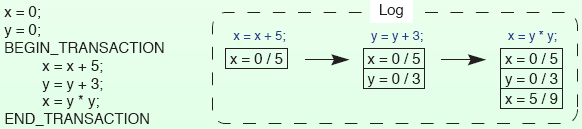 x = 0;
y = 0;
BEGIN_TRANSACTION
x = x + 5;
y = y + 3;
x = y * y;
END_TRANSACTION
Log
x = x + 5;
x = 0 / 5
y = y + 3;
x = 0 / 5
y = 0 / 3
x = y * y;
x = 0 / 5
y = 0 / 3
x = 5 / 9